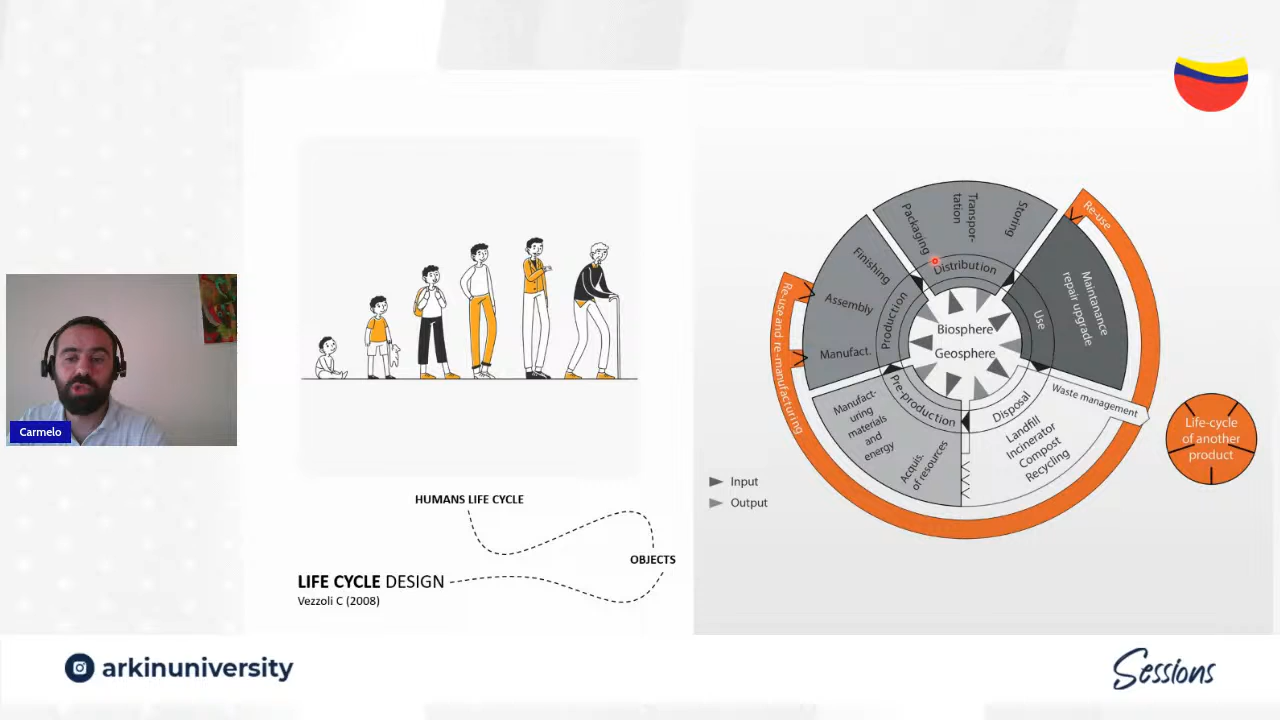 Carmelo
HUMANS LIFE CYCLE
OBJECTS
LIFE CYCLE DESIGN
Vezzoli C (2008)
Packaging
Transpor-
tation
Storing
Distribution
Finishing
Assembly
Manufact.
Production
Re-use
Maintanance
repair upgrade
Use
Biosphere
Geosphere
Re-use and re-manufacturing
Manufact-
uring
materials
and
energy
Acquis.
of resources
Pre-production
Disposal
Landfill
Incinerator
Compost
Recycling
Waste management
Life-cycle
of another
product
Input
Output
arkinuniversity
Sessions